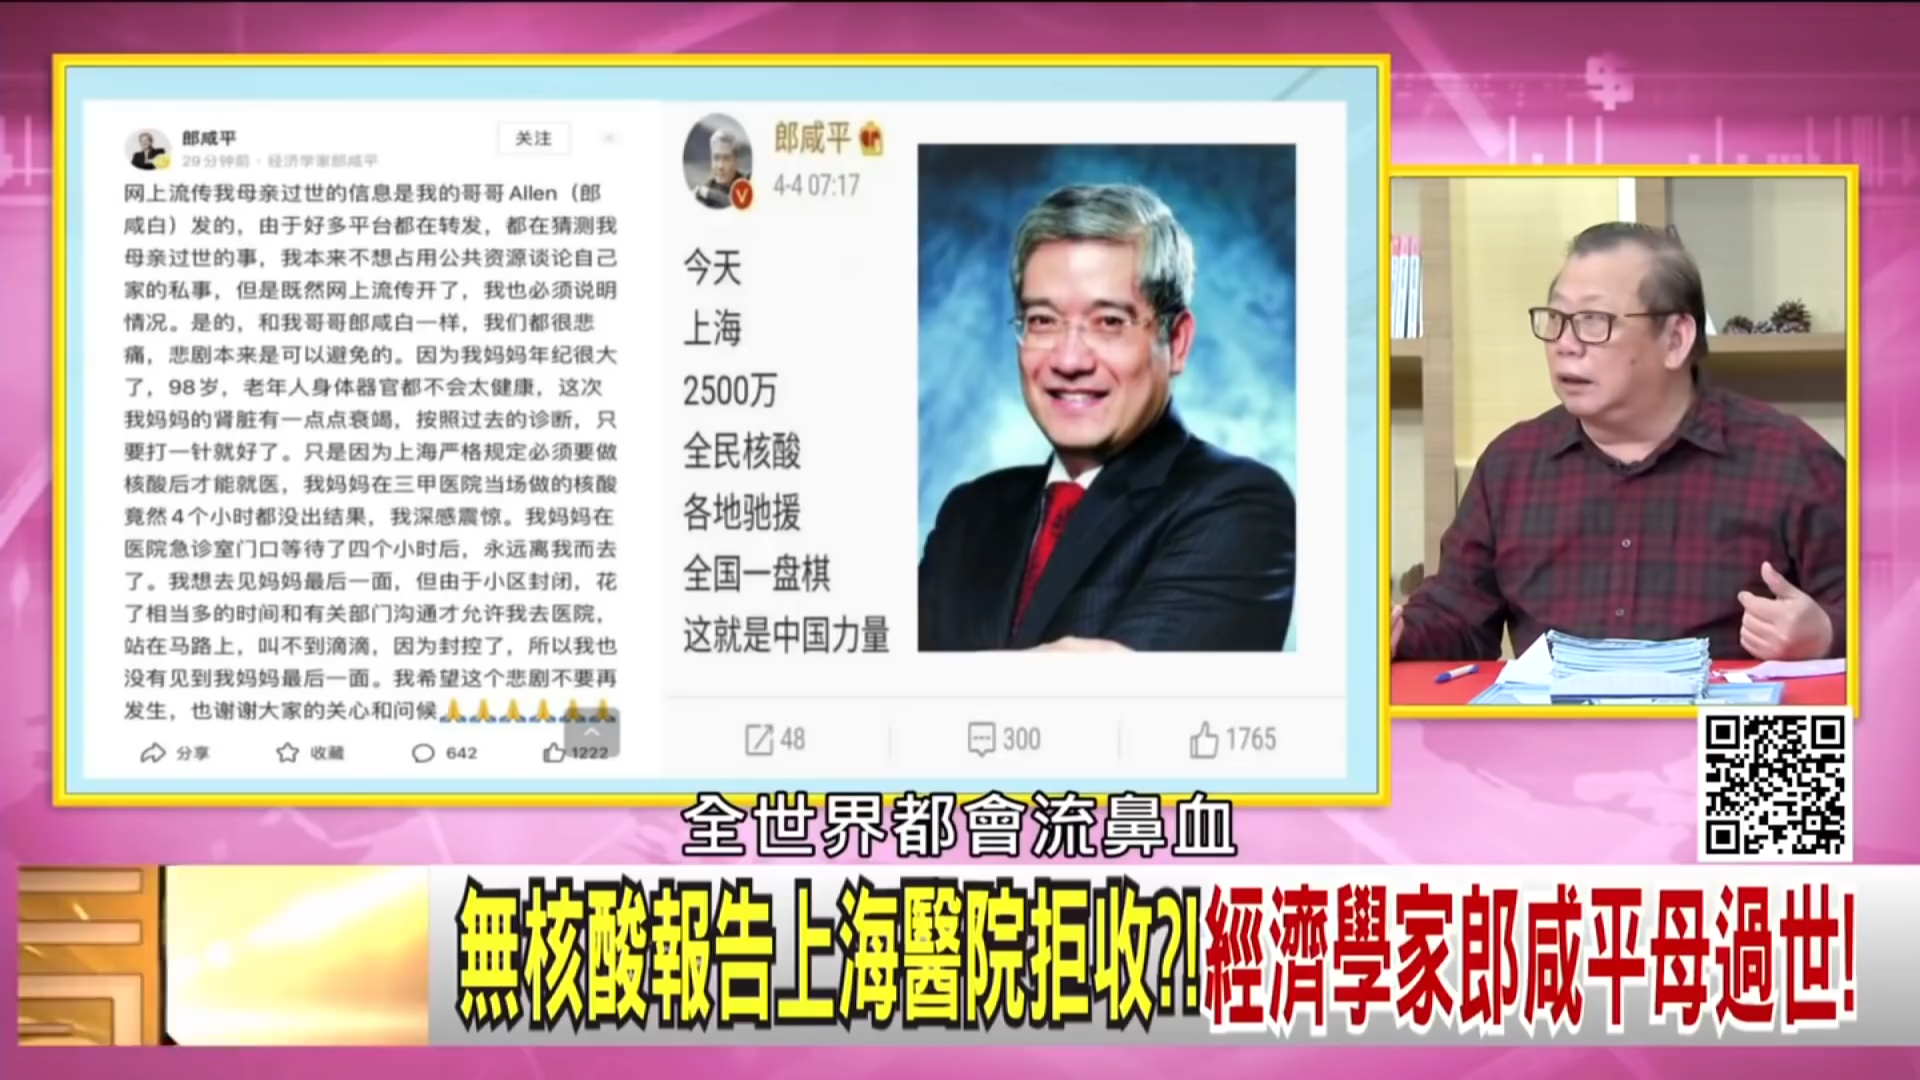 郎咸平
29分钟前·经济学家郎咸平
关注
网上流传我母亲过世的信息是我的哥哥Allen（郎
咸白）发的，由于好多平台都在转发，都在猜测我
母亲过世的事，我本来不想占用公共资源谈论自己
家的私事，但是既然网上流传开了，我也必须说明
情况。是的，和我哥哥郎咸白一样，我们都很悲
痛，悲剧本来是可以避免的。因为我妈妈年纪很大
了，98岁，老年人身体器官都不会太健康，这次
我妈妈的肾脏有一点点衰竭，按照过去的诊断，只
要打一针就好了。只是因为上海严格规定必须要做
核酸后才能就医，我妈妈在三甲医院当场做的核酸
竟然4个小时都没出结果，我深感震惊。我妈妈在
医院急诊室门口等待了四个小时后，永远离我而去
了。我想去见妈妈最后一面，但由于小区封闭，花
了相当多的时间和有关部门沟通才允许我去医院，
站在马路上，叫不到滴滴，因为封控了，所以我也
没有见到我妈妈最后一面。我希望这个悲剧不要再
发生，也谢谢大家的关心和问候🙏🙏🙏🙏🙏🙏
分享
收藏
642
1222
郎咸平
4-4 07:17
今天
上海
2500万
全民核酸
各地驰援
全国一盘棋
这就是中国力量
48
300
1765
全世界都會流鼻血
無核酸報告上海醫院拒收?!經濟學家郎咸平母過世!